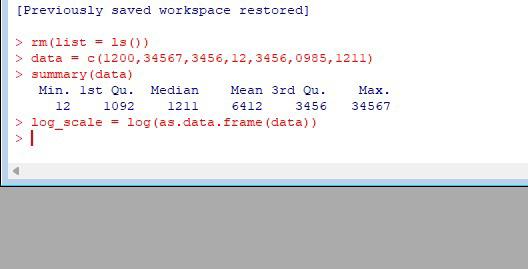 [Previously saved workspace restored]
> rm(list = ls())
> data = c(1200,34567,3456,12,3456,0985,1211)
> summary(data)
   Min. 1st Qu.  Median    Mean 3rd Qu.    Max.
     12    1092    1211    6412    3456   34567
> log_scale = log(as.data.frame(data))
>